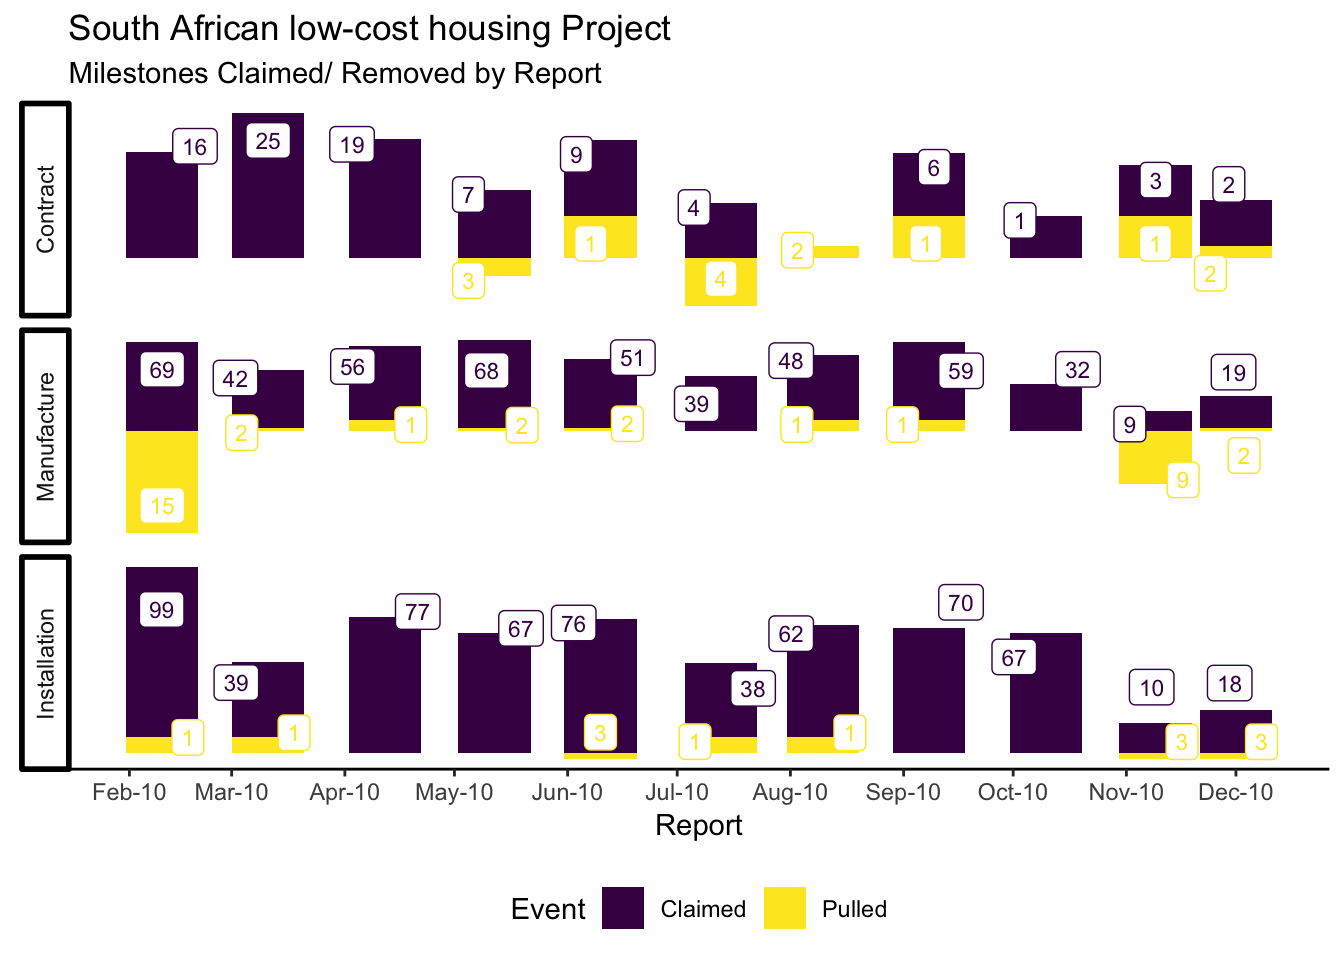 South African low-cost housing Project
Milestones Claimed/ Removed by Report
Contract
16 25 19 7 9 4 2 6 1 3 2
3 1 4 1 1 2
Manufacture
69 42 56 68 51 39 48 59 32 9 19
15 2 1 2 2 1 1 9 2
Installation
99 39 77 67 76 38 62 70 67 10 18
1 1 3 1 1 3 3
Feb-10 Mar-10 Apr-10 May-10 Jun-10 Jul-10 Aug-10 Sep-10 Oct-10 Nov-10 Dec-10
Report
Event Claimed Pulled